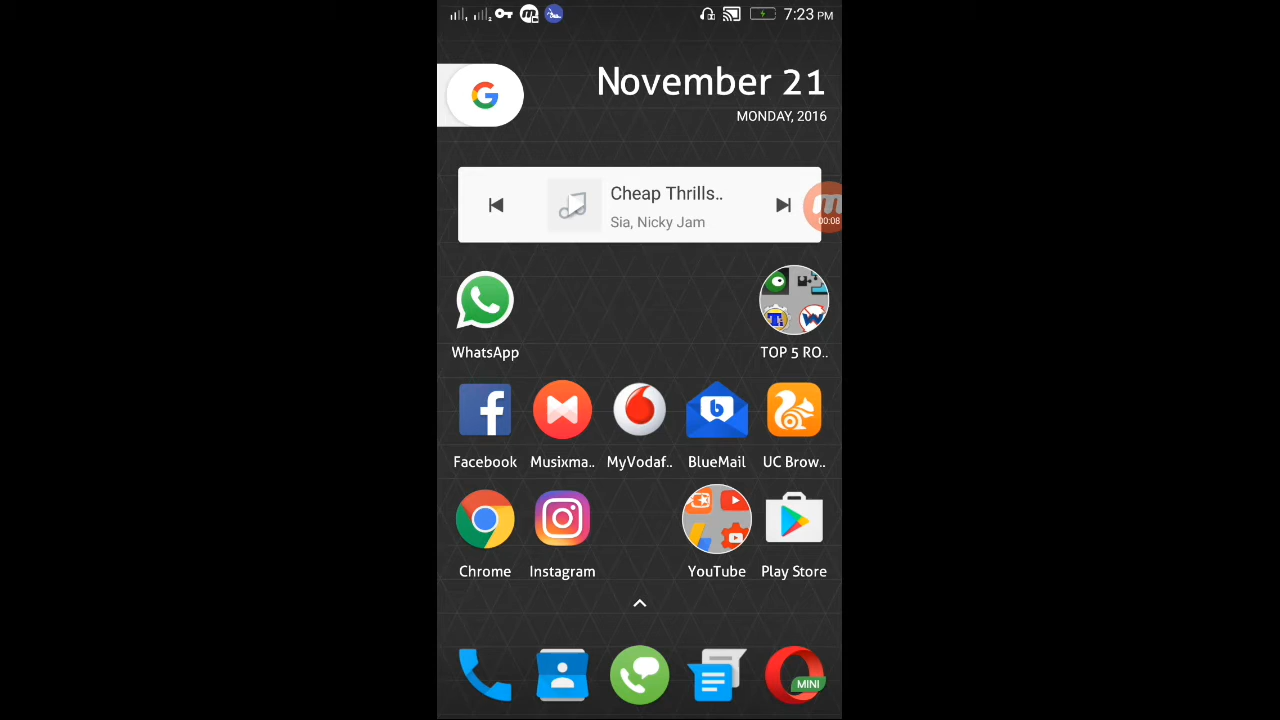 7:23 PM
November 21
MONDAY, 2016
Cheap Thrills..
Sia, Nicky Jam
00:08
WhatsApp
TOP 5 RO..
Facebook
Musixma..
MyVodaf..
BlueMail
UC Brow..
Chrome
Instagram
YouTube
Play Store
MINI